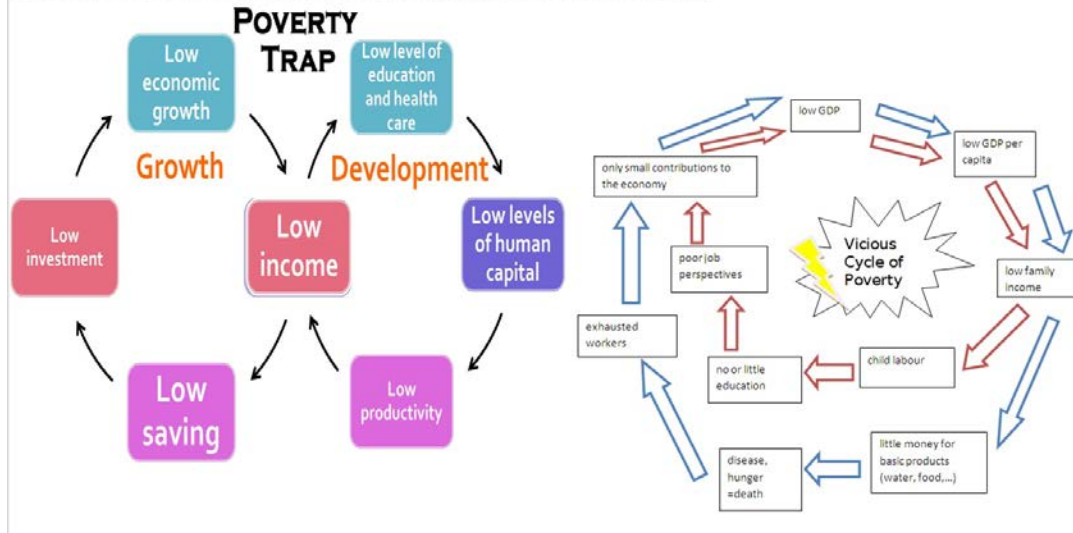 POVERTY
TRAP
Low
economic
growth
Low level of
education
and health
care
Growth
Development
Low
investment
Low
income
Low levels
of human
capital
Low
saving
Low
productivity
low GDP
low GDP per
capita
only small contributions to
the economy
Vicious
Cycle of
Poverty
poor job
perspectives
low family
income
exhausted
workers
no or little
education
child labour
disease,
hunger
=death
little money for
basic products
(water, food,...)